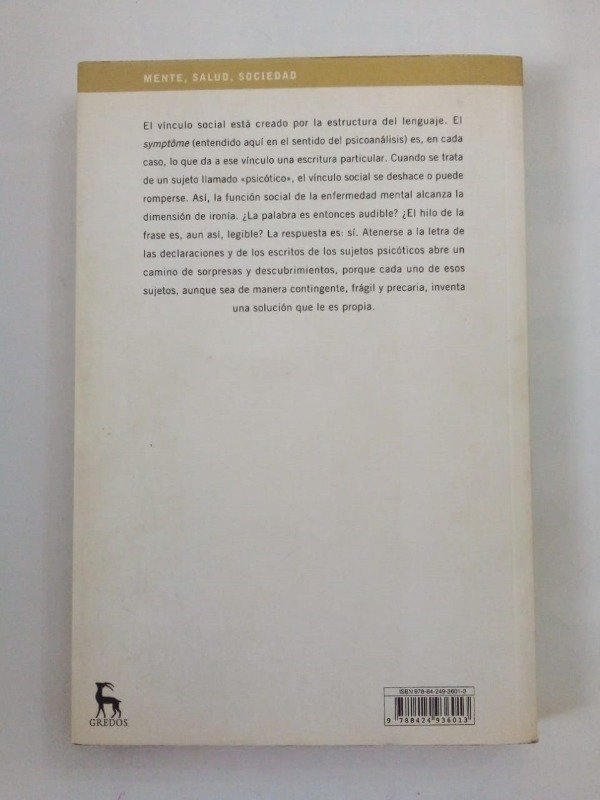 MENTE, SALUD, SOCIEDAD
El vínculo social está creado por la estructura del lenguaje. El
symptôme (entendido aquí en el sentido del psicoanálisis) es, en cada
caso, lo que da a ese vínculo una escritura particular. Cuando se trata
de un sujeto llamado «psicótico», el vínculo social se deshace o puede
romperse. Así, la función social de la enfermedad mental alcanza la
dimensión de ironía. ¿La palabra es entonces audible? ¿El hilo de la
frase es, aun así, legible? La respuesta es: sí. Atenerse a la letra de
las declaraciones y de los escritos de los sujetos psicóticos abre un
camino de sorpresas y descubrimientos, porque cada uno de esos
sujetos, aunque sea de manera contingente, frágil y precaria, inventa
una solución que le es propia.
GREDOS
ISBN 978-84-249-3601-3
9 788424 936013